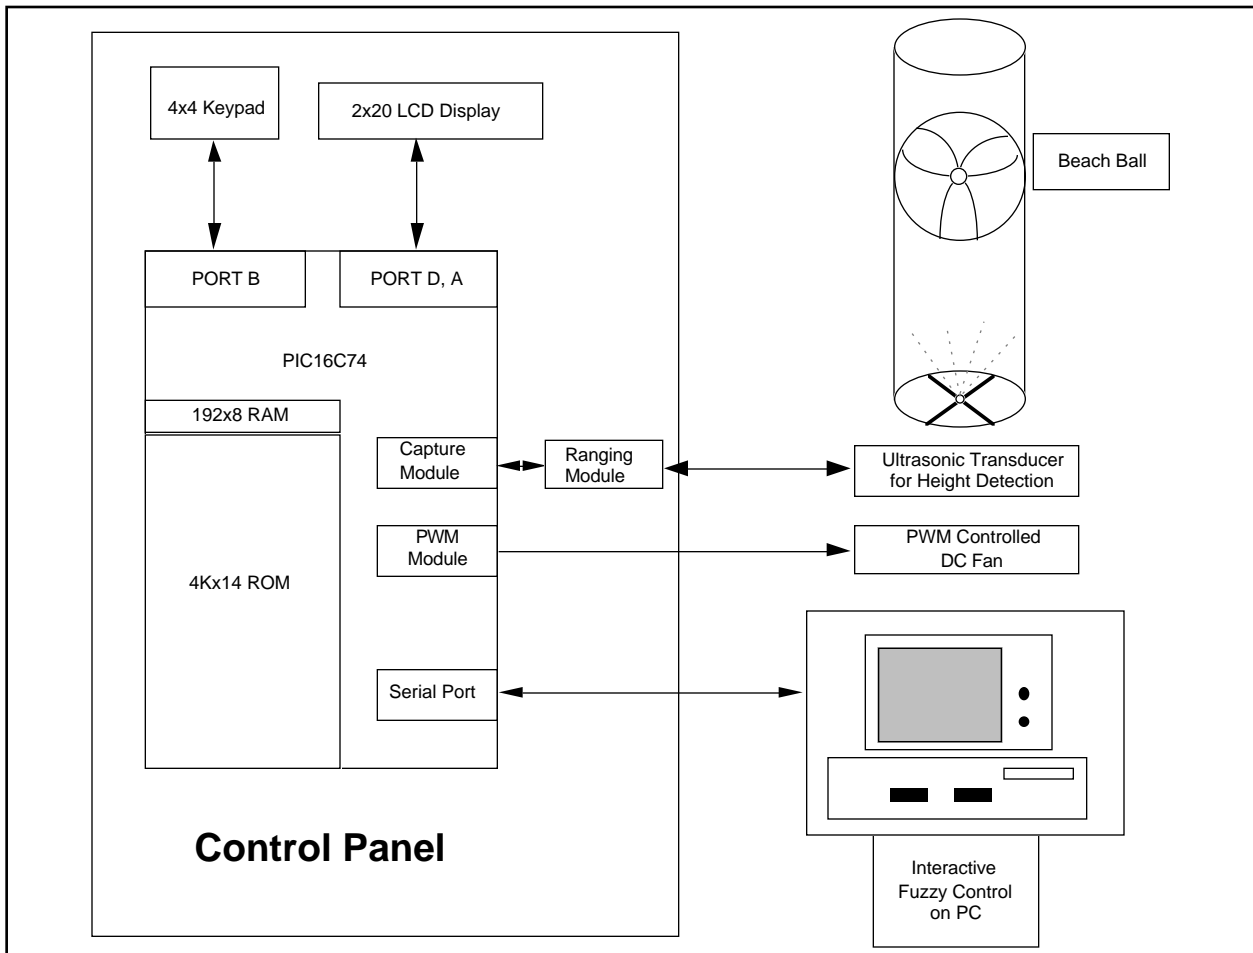 4x4 Keypad
2x20 LCD Display
Beach Ball
PORT B
PORT D, A
PIC16C74
192x8 RAM
Capture
Module
Ranging
Module
Ultrasonic Transducer
for Height Detection
PWM
Module
PWM Controlled
DC Fan
4Kx14 ROM
Serial Port
Control Panel
Interactive
Fuzzy Control
on PC